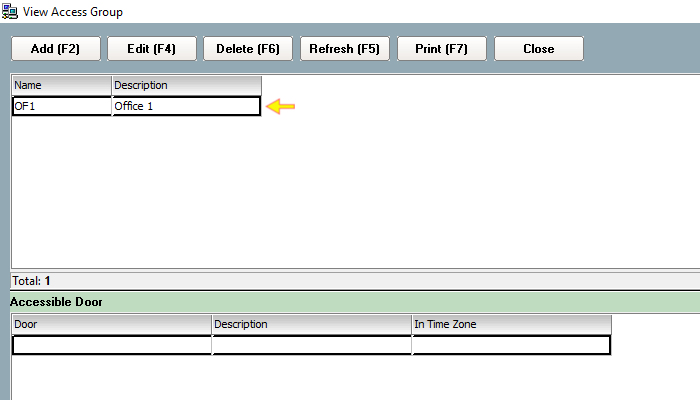 View Access Group
Add (F2) Edit (F4) Delete (F6) Refresh (F5) Print (F7) Close
Name Description
OF1 Office 1
Total: 1
Accessible Door
Door Description In Time Zone